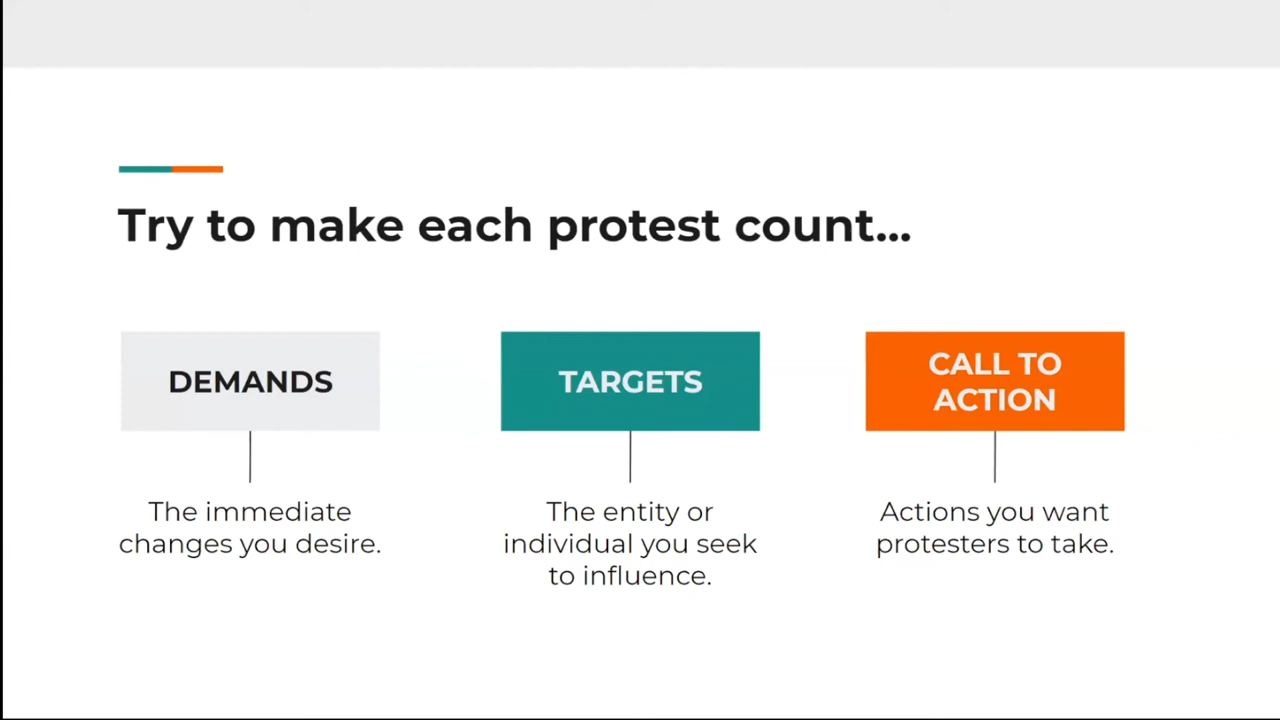 Try to make each protest count...
DEMANDS
The immediate
changes you desire.
TARGETS
The entity or
individual you seek
to influence.
CALL TO
ACTION
Actions you want
protesters to take.